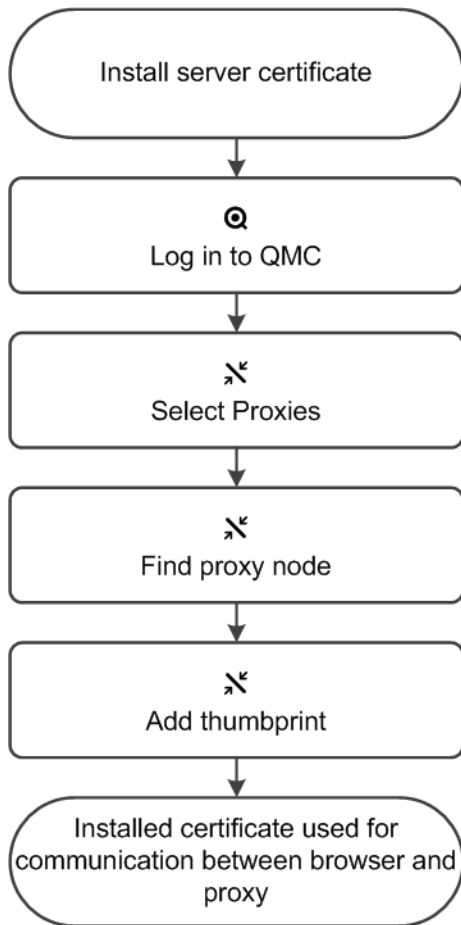 Install server certificate
Log in to QMC
Select Proxies
Find proxy node
Add thumbprint
Installed certificate used for
communication between browser and
proxy